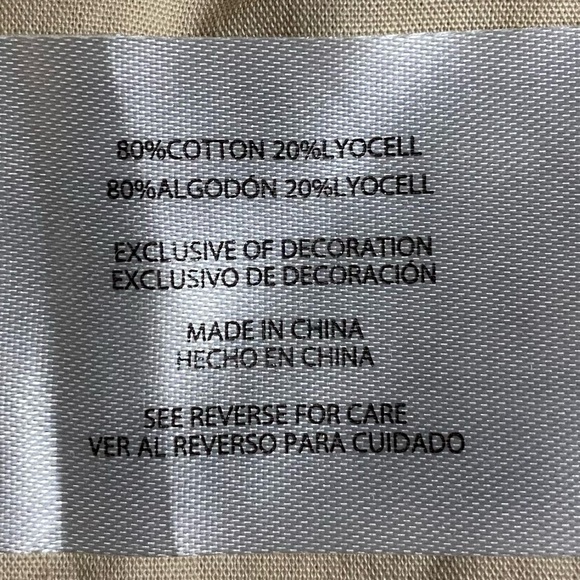 80%COTTON 20%LYOCELL
80%ALGODÓN 20%LYOCELL
EXCLUSIVE OF DECORATION
EXCLUSIVO DE DECORACIÓN
MADE IN CHINA
HECHO EN CHINA
SEE REVERSE FOR CARE
VER AL REVERSO PARA CUIDADO